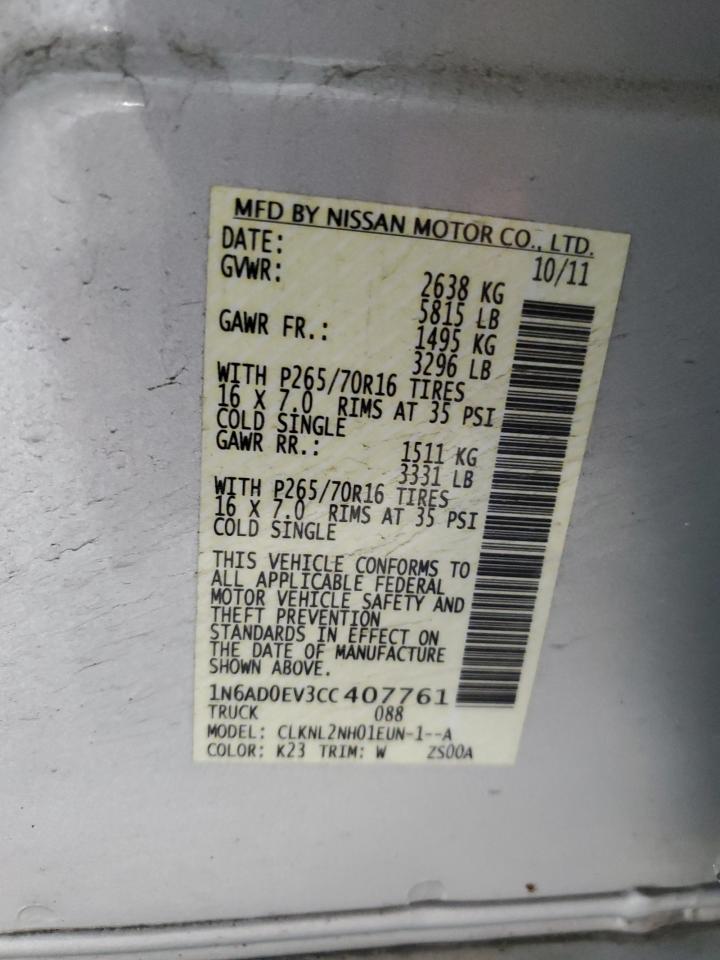 MFD BY NISSAN MOTOR CO., LTD.
DATE: 10/11
GVWR: 2638 KG
5815 LB
GAWR FR.: 1495 KG
3296 LB
WITH P265/70R16 TIRES
16 X 7.0 RIMS AT 35 PSI
COLD SINGLE
GAWR RR.: 1511 KG
3331 LB
WITH P265/70R16 TIRES
16 X 7.0 RIMS AT 35 PSI
COLD SINGLE
THIS VEHICLE CONFORMS TO
ALL APPLICABLE FEDERAL
MOTOR VEHICLE SAFETY AND
THEFT PREVENTION
STANDARDS IN EFFECT ON
THE DATE OF MANUFACTURE
SHOWN ABOVE.
1N6AD0EV3CC407761
TRUCK 088
MODEL: CLKNL2NH01EUN-1--A
COLOR: K23 TRIM: W ZS00A